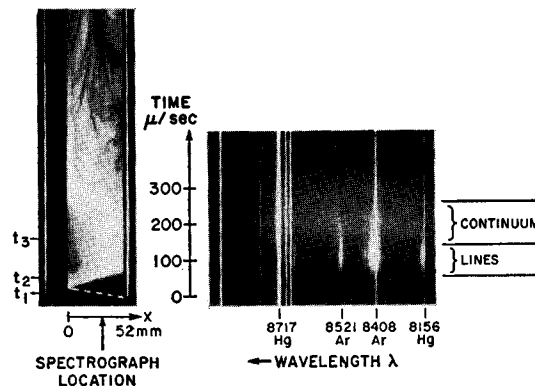 TIME
μ/sec
300
200
100
0
t3
t2
t1
0
52mm
X
SPECTROGRAPH
LOCATION
8717
Hg
8521
Ar
8408
Ar
8156
Hg
WAVELENGTH λ
CONTINUUM
LINES